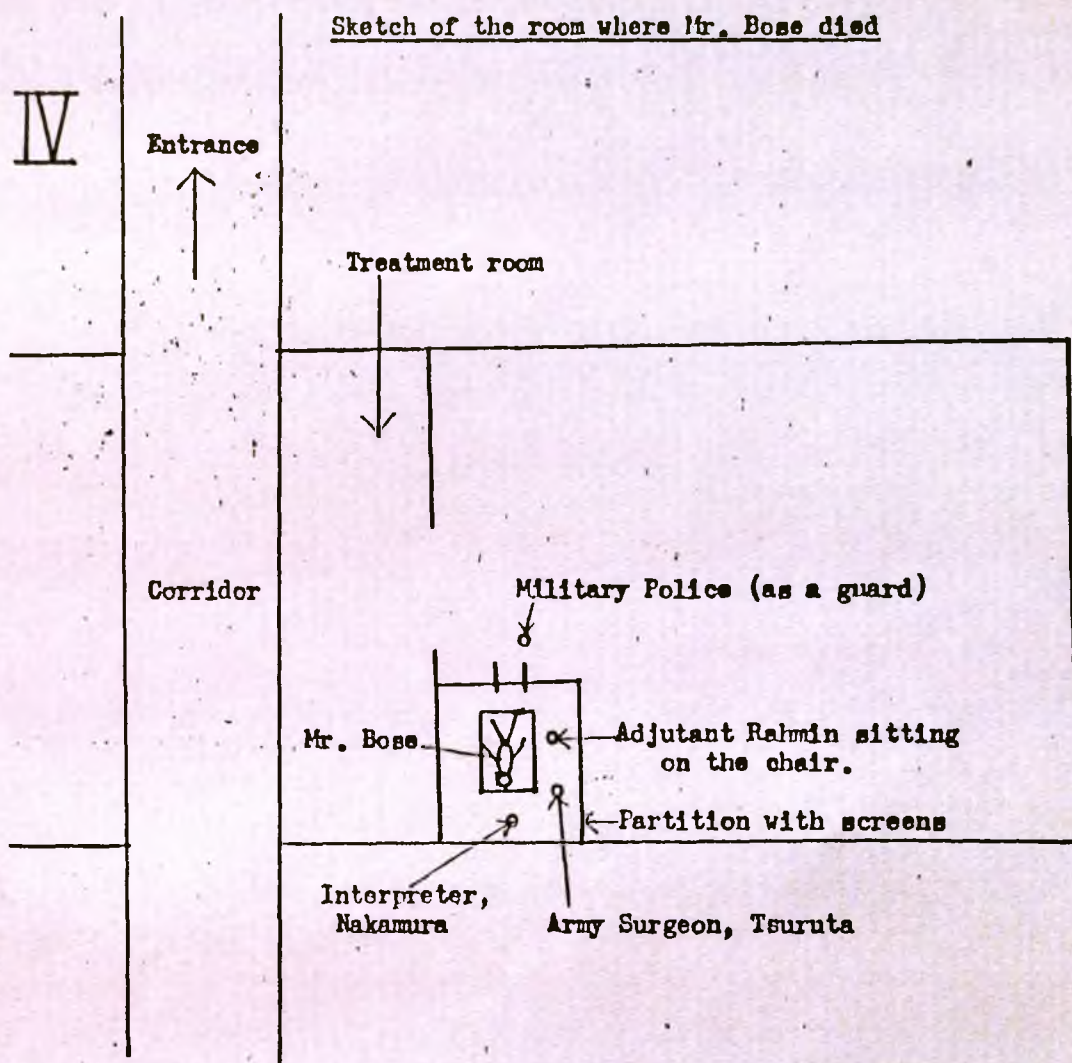 Sketch of the room where Mr. Bose died
IV
Entrance
Treatment room
Corridor
Military Police (as a guard)
Mr. Bose
Adjutant Rahmin sitting
on the chair.
Partition with screens
Interpreter,
Nakamura
Army Surgeon, Tsuruta